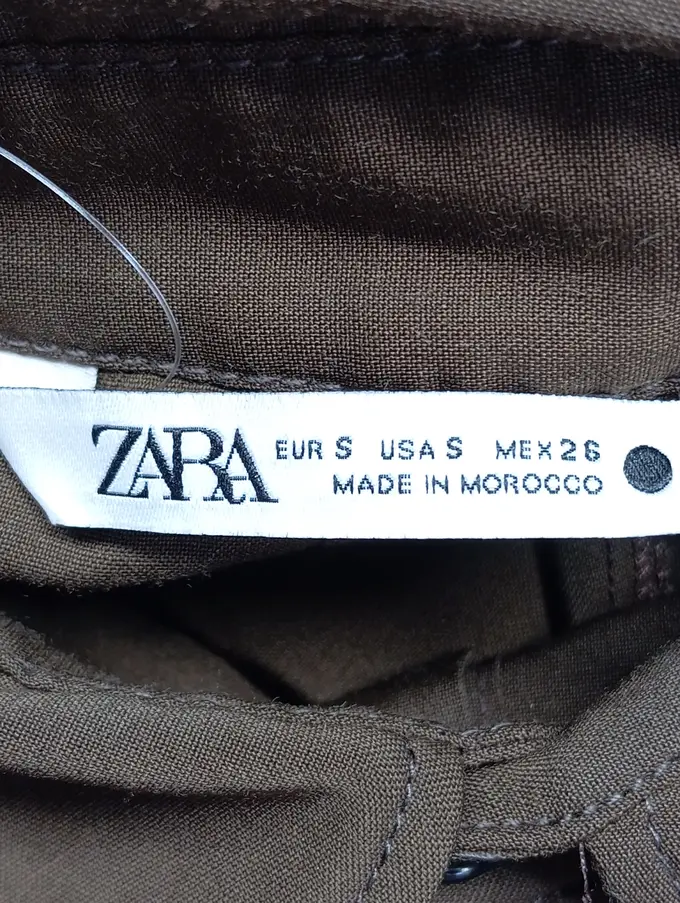 ZARA EUR S USA S MEX 26
MADE IN MOROCCO